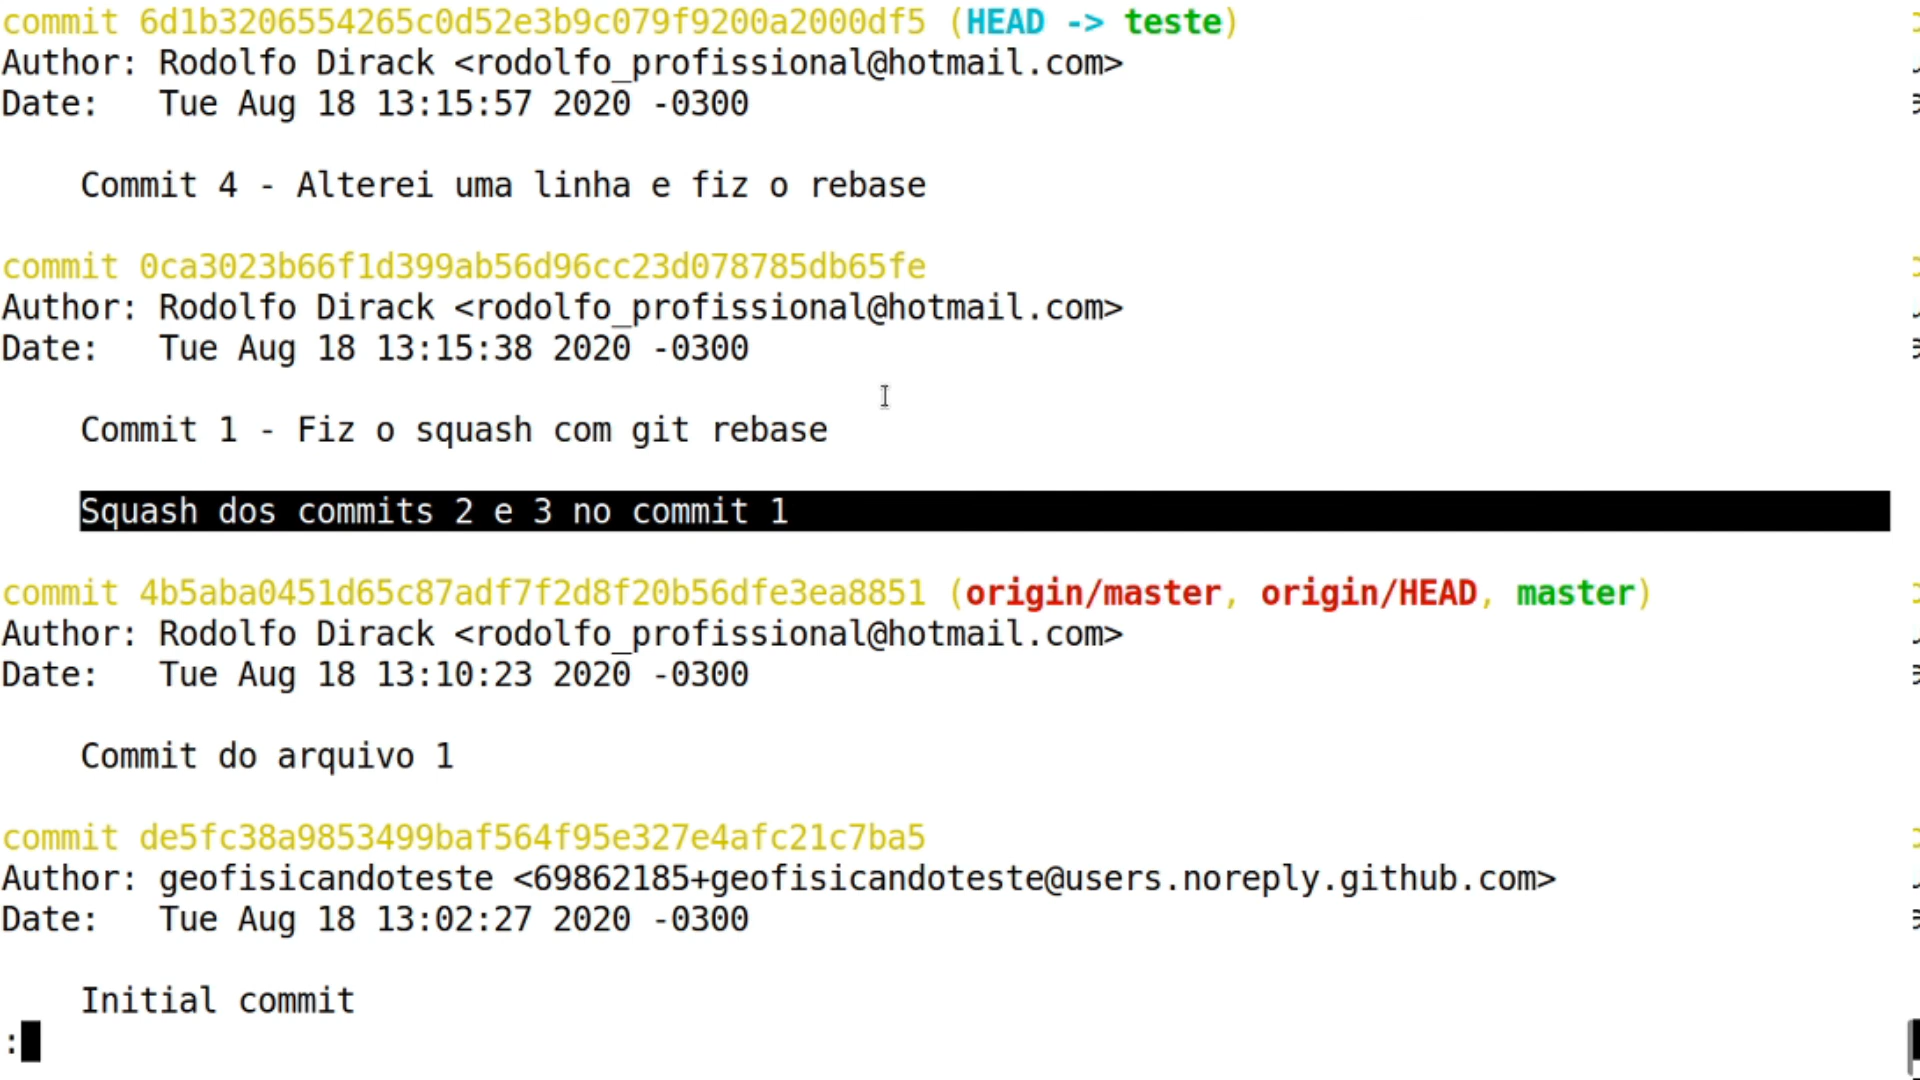 commit 6d1b3206554265c0d52e3b9c079f9200a2000df5 (HEAD -> teste)
Author: Rodolfo Dirack <rodolfo_profissional@hotmail.com>
Date:   Tue Aug 18 13:15:57 2020 -0300
Commit 4 - Alterei uma linha e fiz o rebase
commit 0ca3023b66f1d399ab56d96cc23d078785db65fe
Author: Rodolfo Dirack <rodolfo_profissional@hotmail.com>
Date:   Tue Aug 18 13:15:38 2020 -0300
Commit 1 - Fiz o squash com git rebase
Squash dos commits 2 e 3 no commit 1
commit 4b5aba0451d65c87adf7f2d8f20b56dfe3ea8851 (origin/master, origin/HEAD, master)
Author: Rodolfo Dirack <rodolfo_profissional@hotmail.com>
Date:   Tue Aug 18 13:10:23 2020 -0300
Commit do arquivo 1
commit de5fc38a9853499baf564f95e327e4afc21c7ba5
Author: geofisicandoteste <69862185+geofisicandoteste@users.noreply.github.com>
Date:   Tue Aug 18 13:02:27 2020 -0300
Initial commit
: